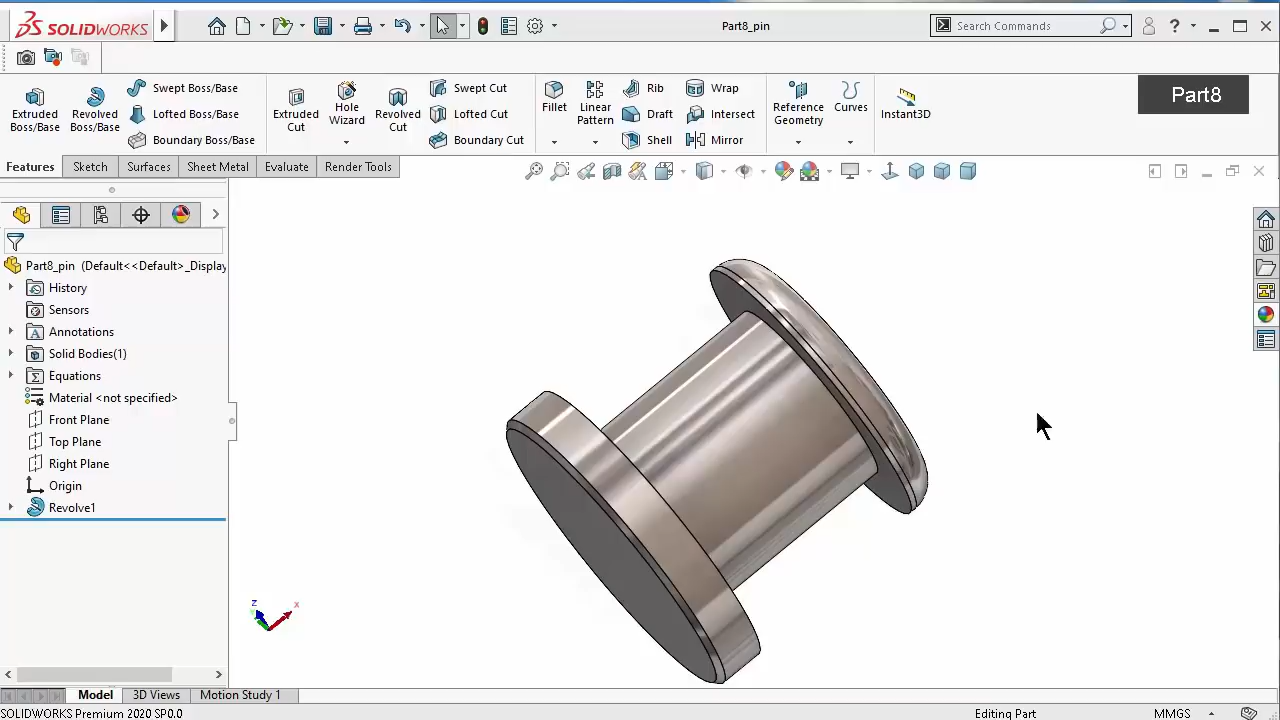 SOLIDWORKS
Part8_pin
Search Commands
?
Part8
Extruded Boss/Base
Revolved Boss/Base
Swept Boss/Base
Lofted Boss/Base
Boundary Boss/Base
Extruded Cut
Hole Wizard
Revolved Cut
Swept Cut
Lofted Cut
Boundary Cut
Fillet
Linear Pattern
Rib
Draft
Shell
Wrap
Intersect
Mirror
Reference Geometry
Curves
Instant3D
Features
Sketch
Surfaces
Sheet Metal
Evaluate
Render Tools
Part8_pin (Default<<Default>_Display
History
Sensors
Annotations
Solid Bodies(1)
Equations
Material <not specified>
Front Plane
Top Plane
Right Plane
Origin
Revolve1
z
x
Model
3D Views
Motion Study 1
SOLIDWORKS Premium 2020 SP0.0
Editing Part
MMGS